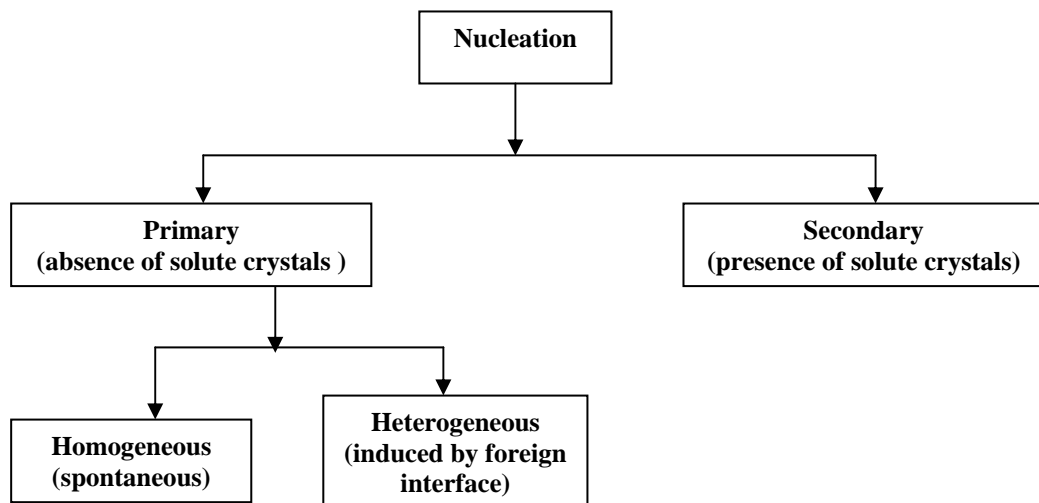 Nucleation
Primary
(absence of solute crystals )
Secondary
(presence of solute crystals)
Homogeneous
(spontaneous)
Heterogeneous
(induced by foreign
interface)